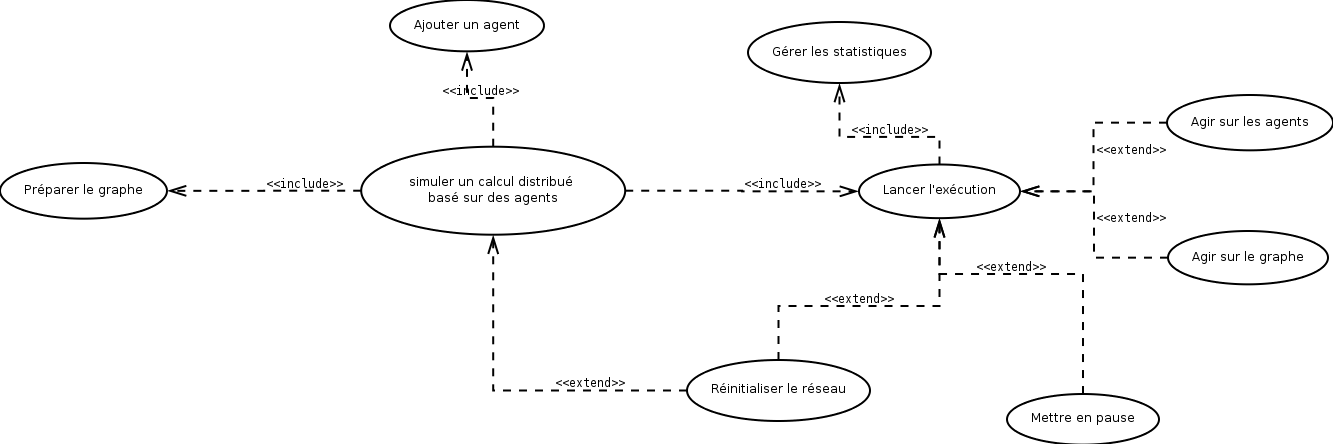 Ajouter un agent
Gérer les statistiques
<<include>>
Agir sur les agents
<<include>>
<<extend>>
Préparer le graphe
<<include>>
simuler un calcul distribué
basé sur des agents
<<include>>
Lancer l'exécution
<<extend>>
Agir sur le graphe
<<extend>>
<<extend>>
<<extend>>
Réinitialiser le réseau
Mettre en pause